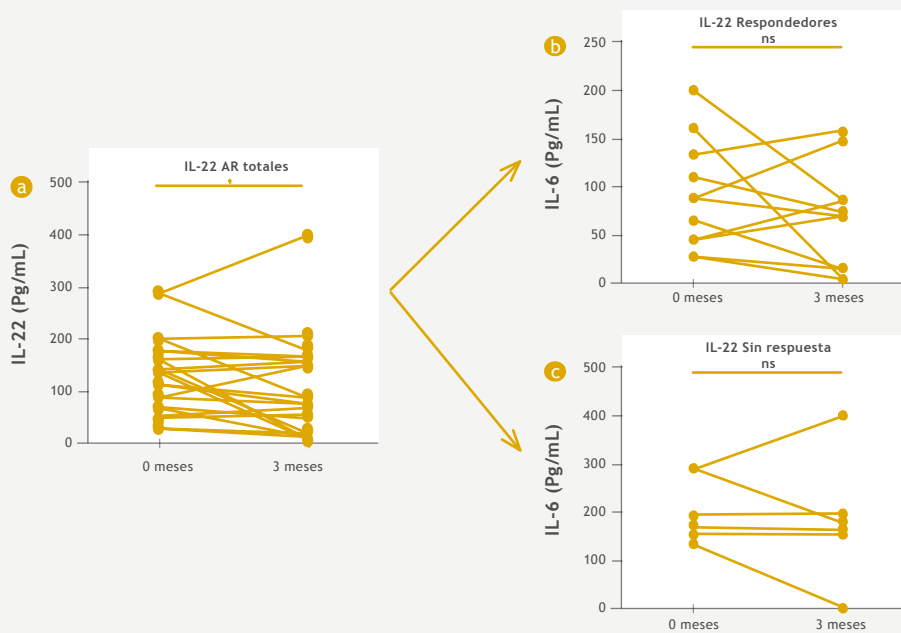 a
IL-22 AR totales
IL-22 (Pg/mL)
500
400
300
200
100
0
0 meses
3 meses
b
IL-22 Respondedores
ns
IL-6 (Pg/mL)
250
200
150
100
50
0
0 meses
3 meses
c
IL-22 Sin respuesta
ns
IL-6 (Pg/mL)
500
400
300
200
100
0
0 meses
3 meses